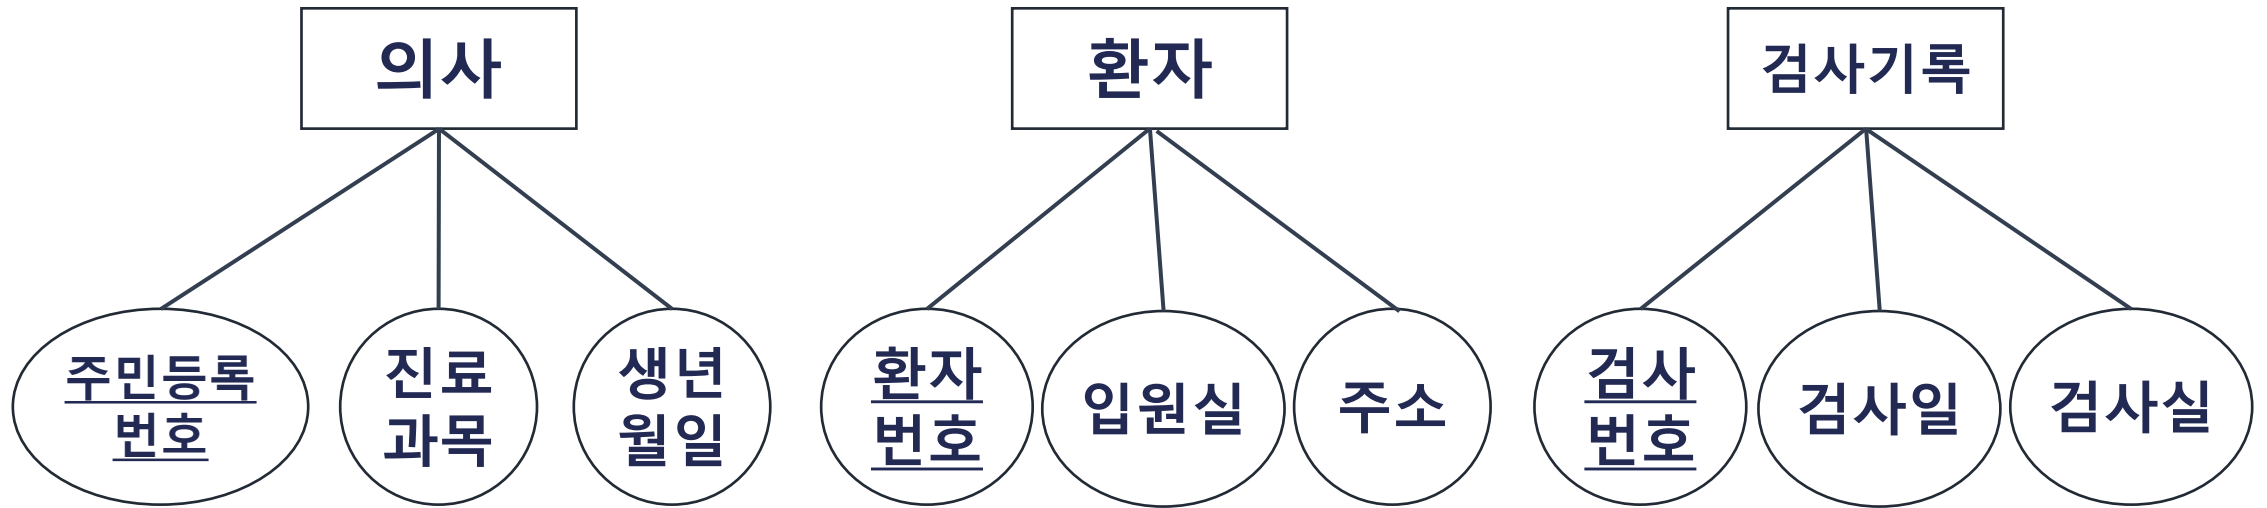 의사
환자
검사기록
주민등록
번호
진료
과목
생년
월일
환자
번호
입원실
주소
검사
번호
검사일
검사실